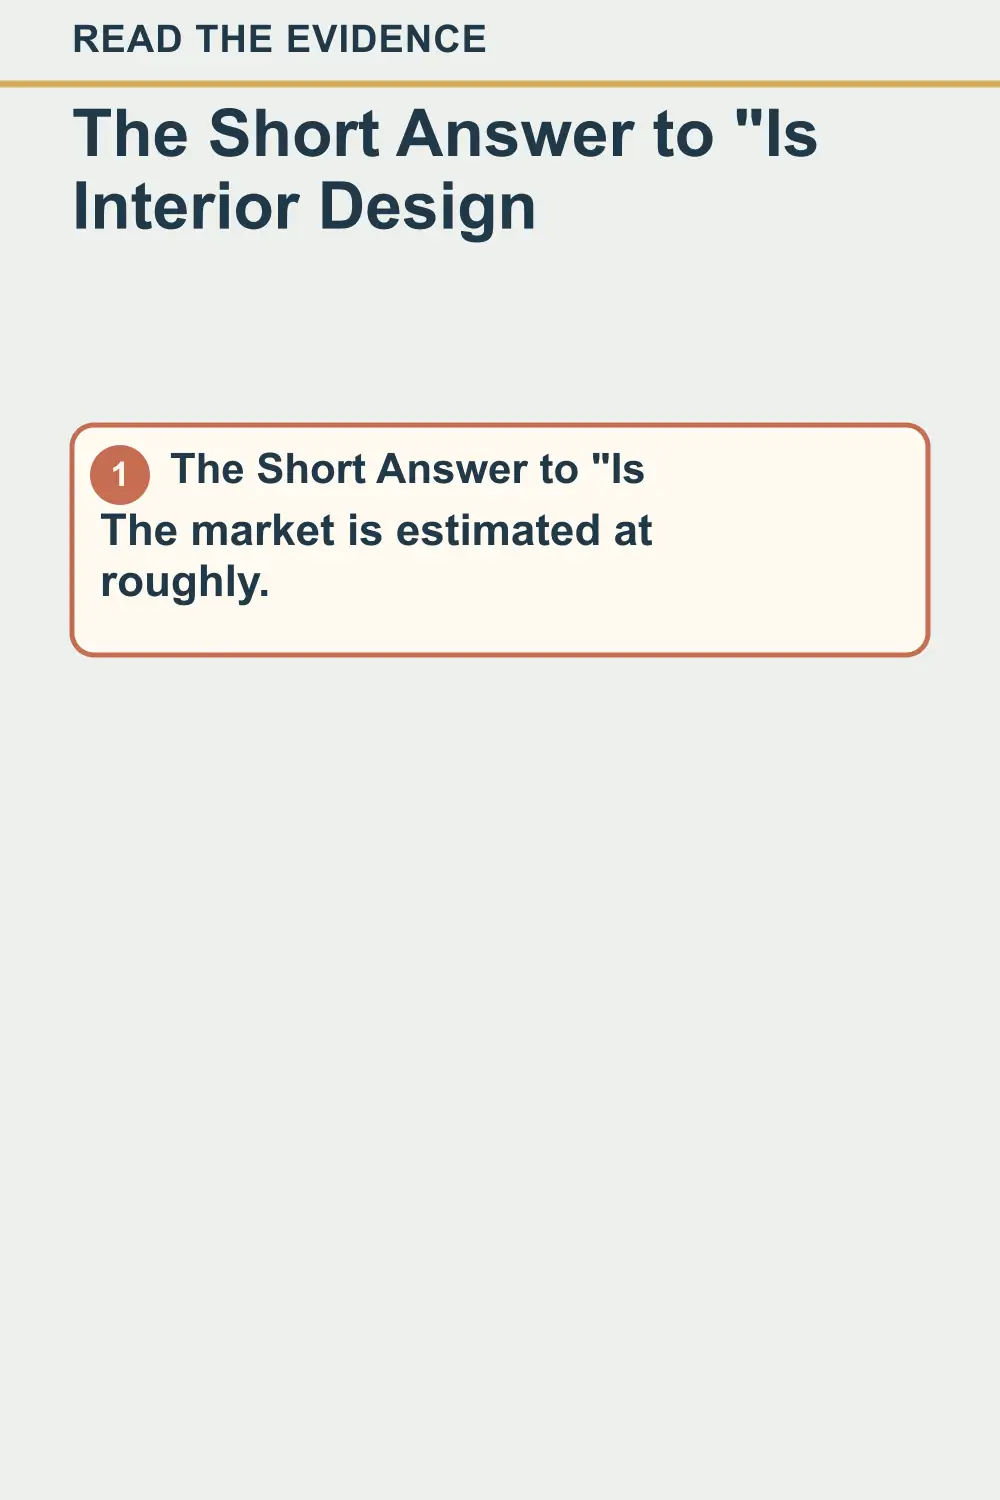 READ THE EVIDENCE
The Short Answer to "Is
Interior Design
1 The Short Answer to "Is
The market is estimated at
roughly.